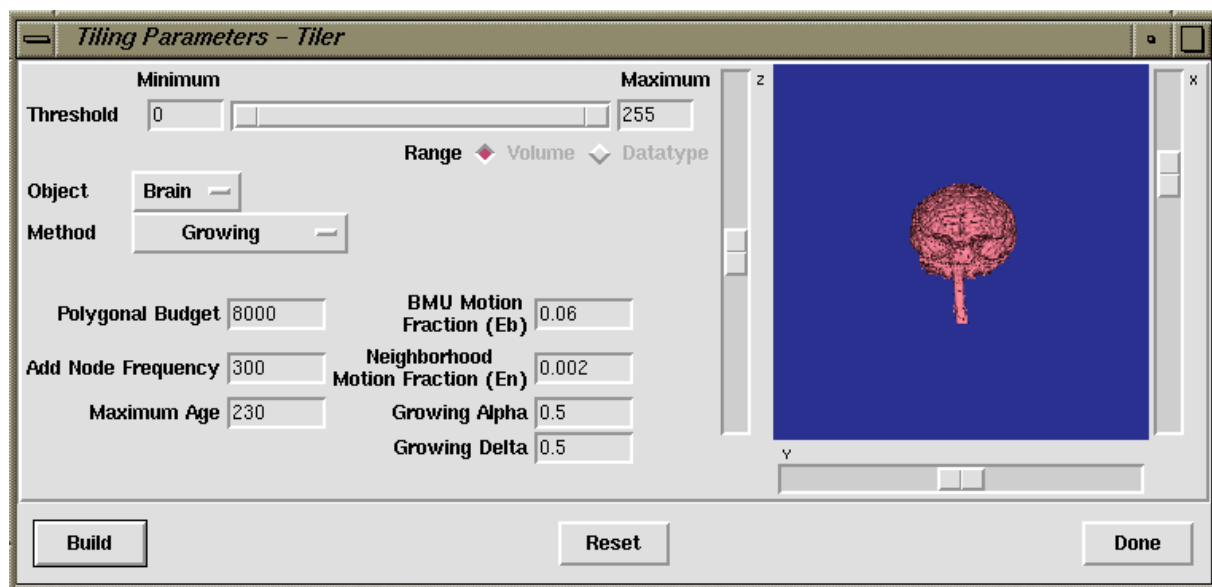 Tiling Parameters – Tiler
Minimum Maximum
Threshold 0 255
Range Volume Datatype
Object Brain
Method Growing
Polygonal Budget 8000
BMU Motion
Fraction (Eb) 0.06
Add Node Frequency 300
Neighborhood
Motion Fraction (En) 0.002
Maximum Age 230
Growing Alpha 0.5
Growing Delta 0.5
Z
X
Y
Build Reset Done